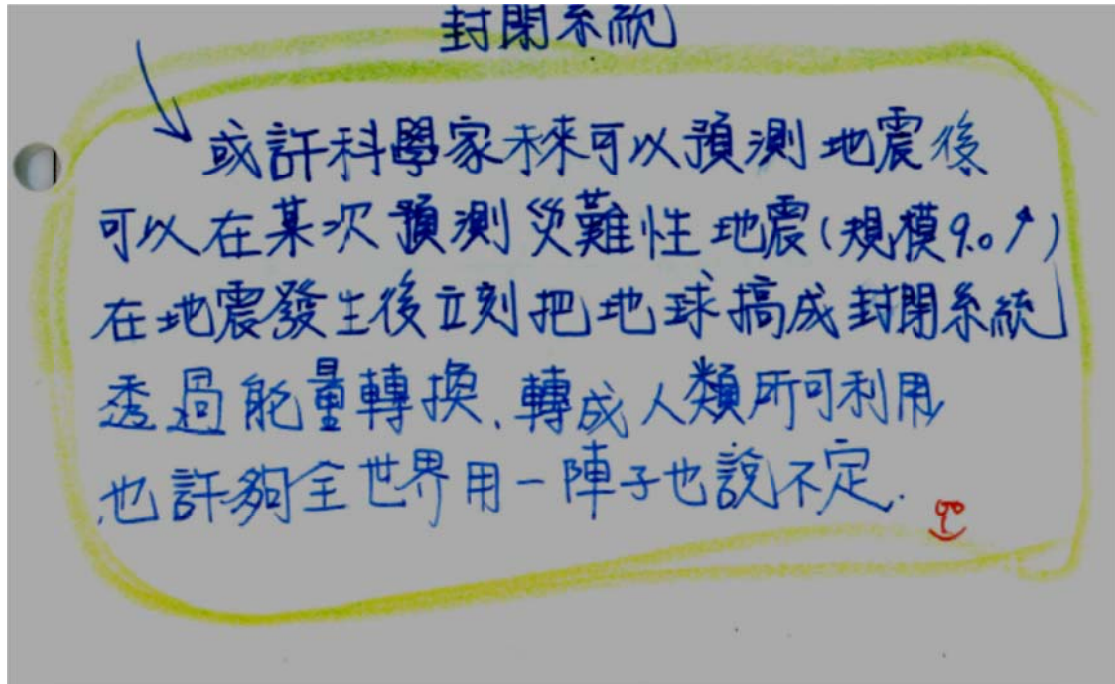 封閉系統
或許科學家未來可以預測地震後
可以在某次預測災難性地震(規模9.0↗)
在地震發生後立刻把地球搞成封閉系統
透過能量轉換、轉成人類所可利用
也許夠全世界用一陣子也說不定.